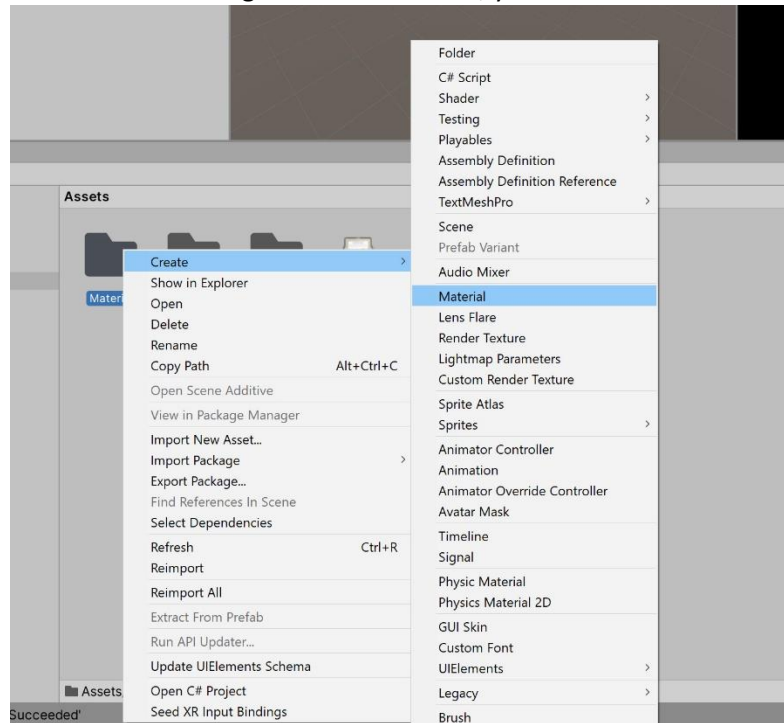 Assets
Materi
Create
Show in Explorer
Open
Delete
Rename
Copy Path Alt+Ctrl+C
Open Scene Additive
View in Package Manager
Import New Asset...
Import Package
Export Package...
Find References In Scene
Select Dependencies
Refresh Ctrl+R
Reimport
Reimport All
Extract From Prefab
Run API Updater...
Update UIElements Schema
Open C# Project
Seed XR Input Bindings
Folder
C# Script
Shader
Testing
Playables
Assembly Definition
Assembly Definition Reference
TextMeshPro
Scene
Prefab Variant
Audio Mixer
Material
Lens Flare
Render Texture
Lightmap Parameters
Custom Render Texture
Sprite Atlas
Sprites
Animator Controller
Animation
Animator Override Controller
Avatar Mask
Timeline
Signal
Physic Material
Physics Material 2D
GUI Skin
Custom Font
UIElements
Legacy
Brush
Assets
Succeeded'